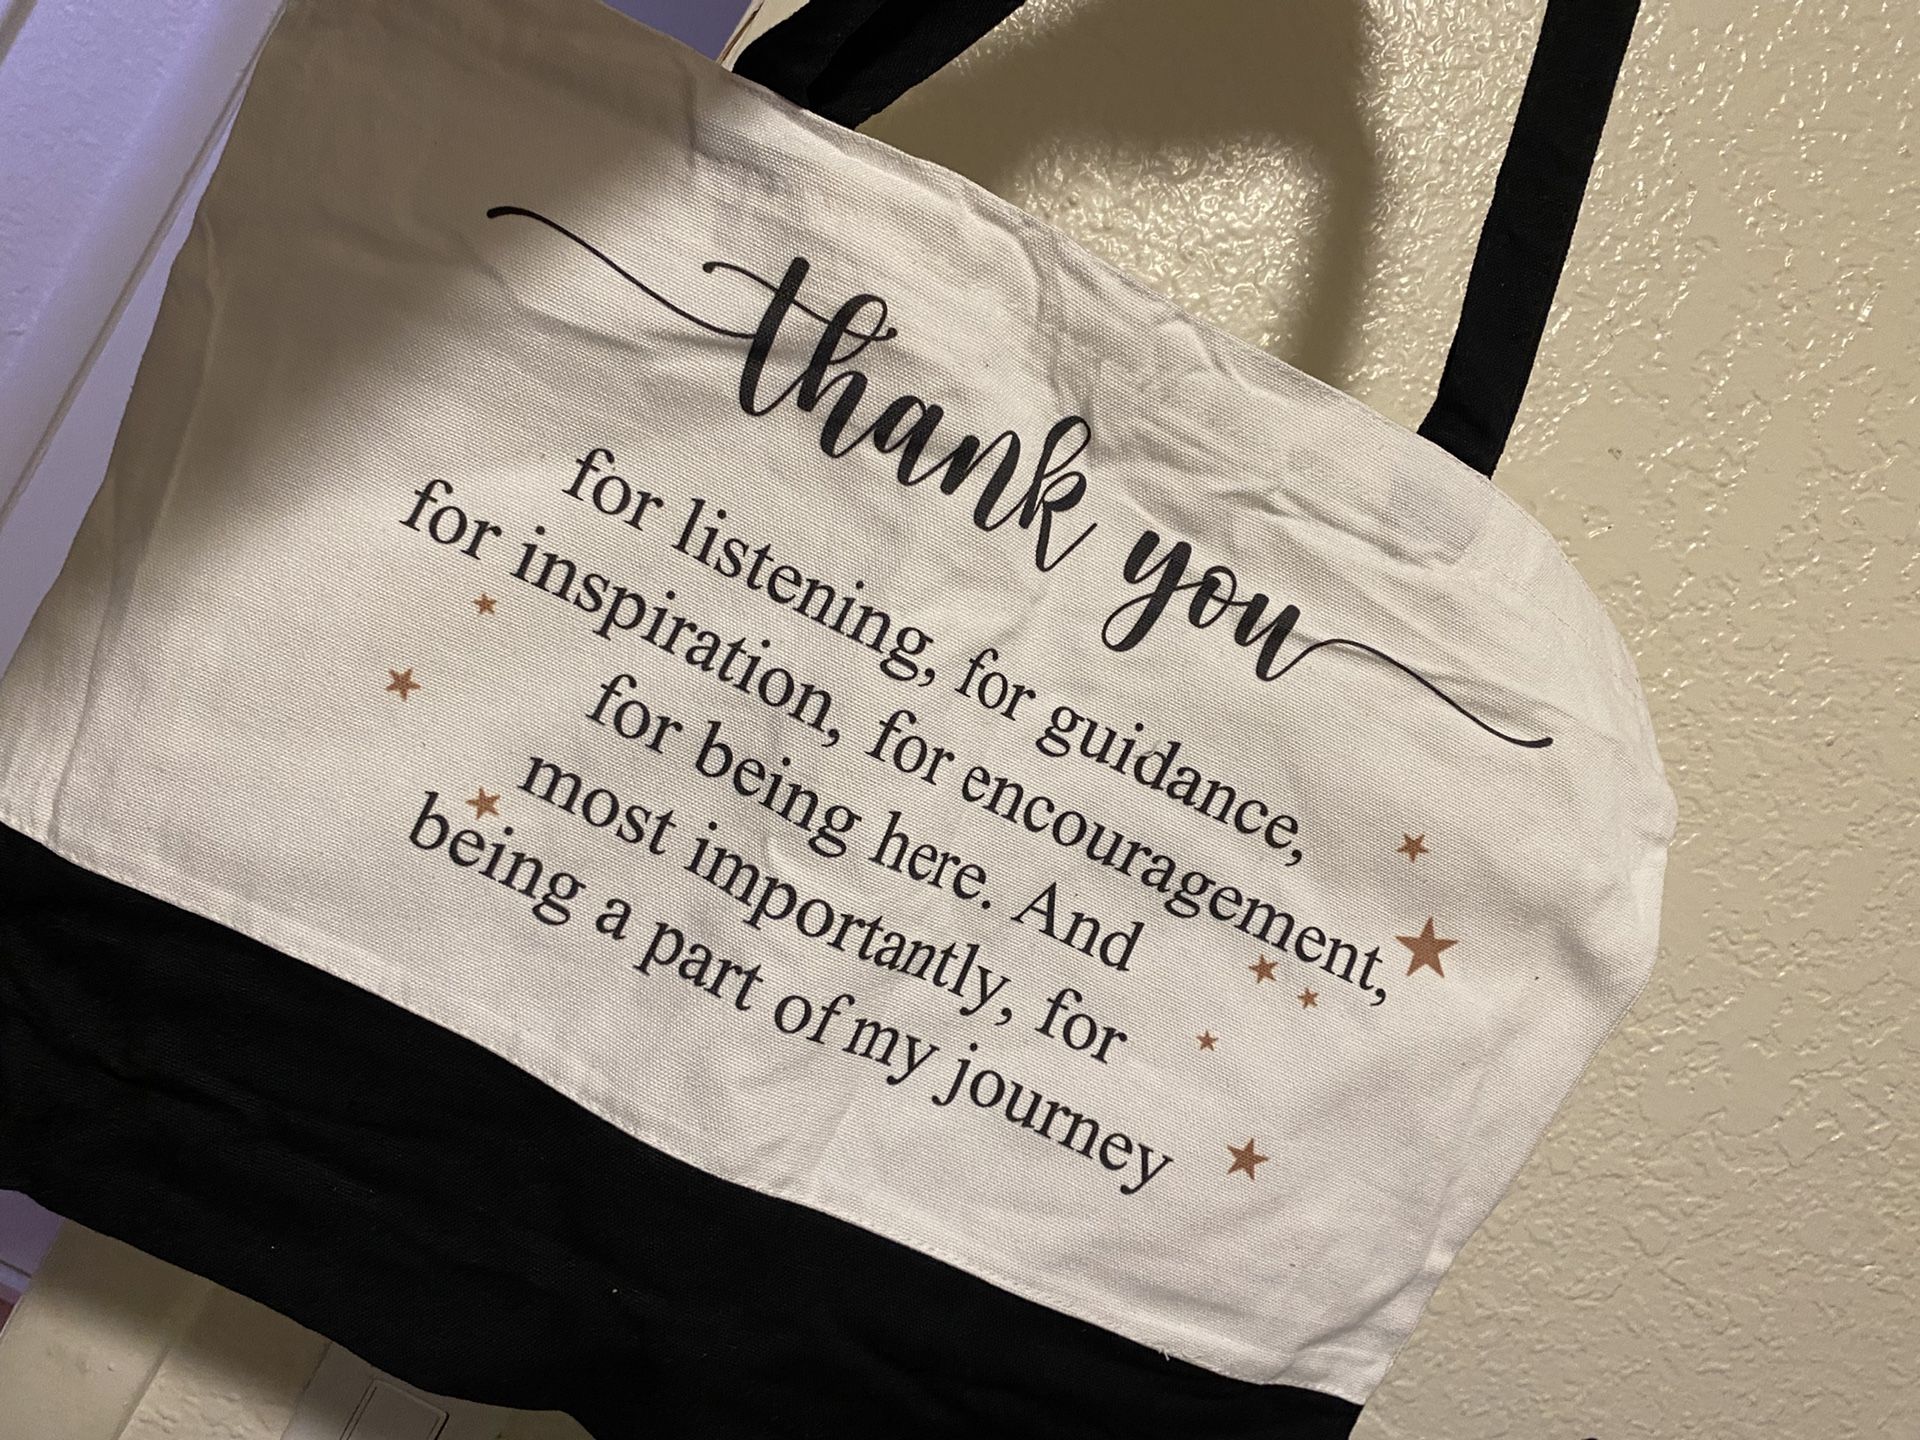 thank you
for listening, for guidance,
for inspiration, for encouragement,
for being here. And
most importantly, for
being a part of my journey